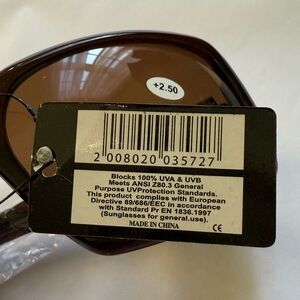 +2.50
2 008020 035727
Blocks 100% UVA & UVB
Meets ANSI Z80.3 General
Purpose UVProtection Standards.
This product complies with European
Directive 89/686/EEC in accordance
with Standard Pr EN 1836.1997
(Sunglasses for general.use).
MADE IN CHINA CE